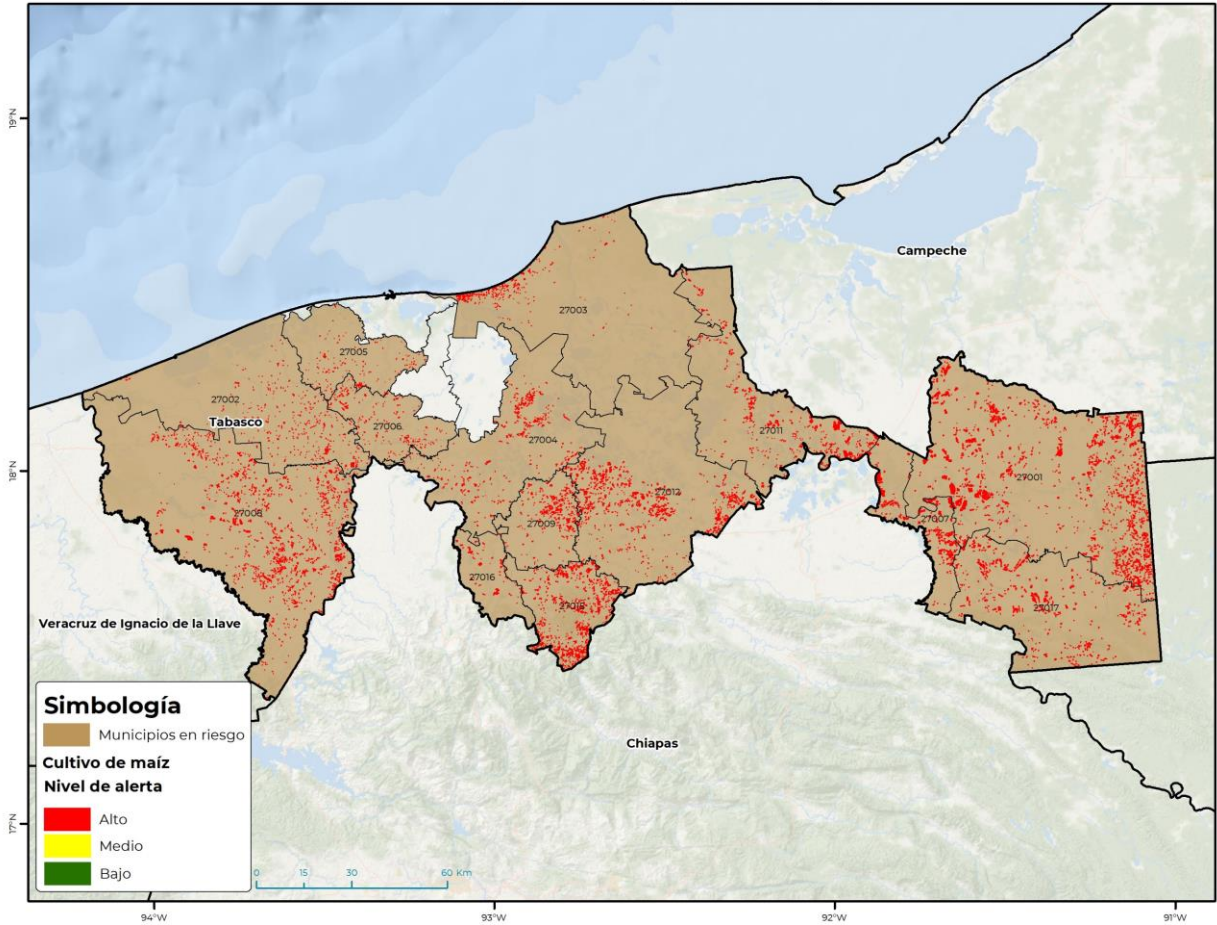 19°N
18°N
17°N
Campeche
27003
27005
27002
Tabasco
27006
27004
27011
27001
27008
27012
27009
27007
27016
27015
27017
Veracruz de Ignacio de la Llave
Chiapas
Simbología
Municipios en riesgo
Cultivo de maíz
Nivel de alerta
Alto
Medio
Bajo
0 15 30 60 Km
94°W 93°W 92°W 91°W